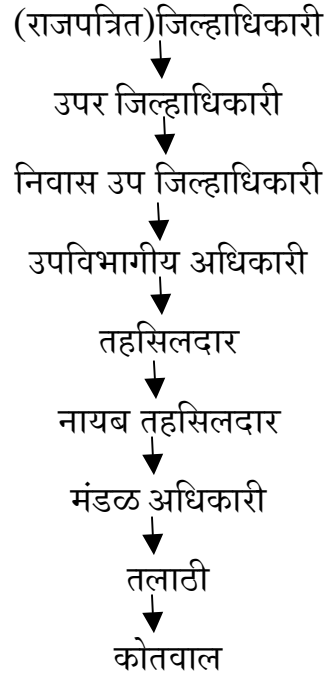 (राजपत्रित)जिल्हाधिकारी
उपर जिल्हाधिकारी
निवास उप जिल्हाधिकारी
उपविभागीय अधिकारी
तहसिलदार
नायब तहसिलदार
मंडळ अधिकारी
तलाठी
कोतवाल